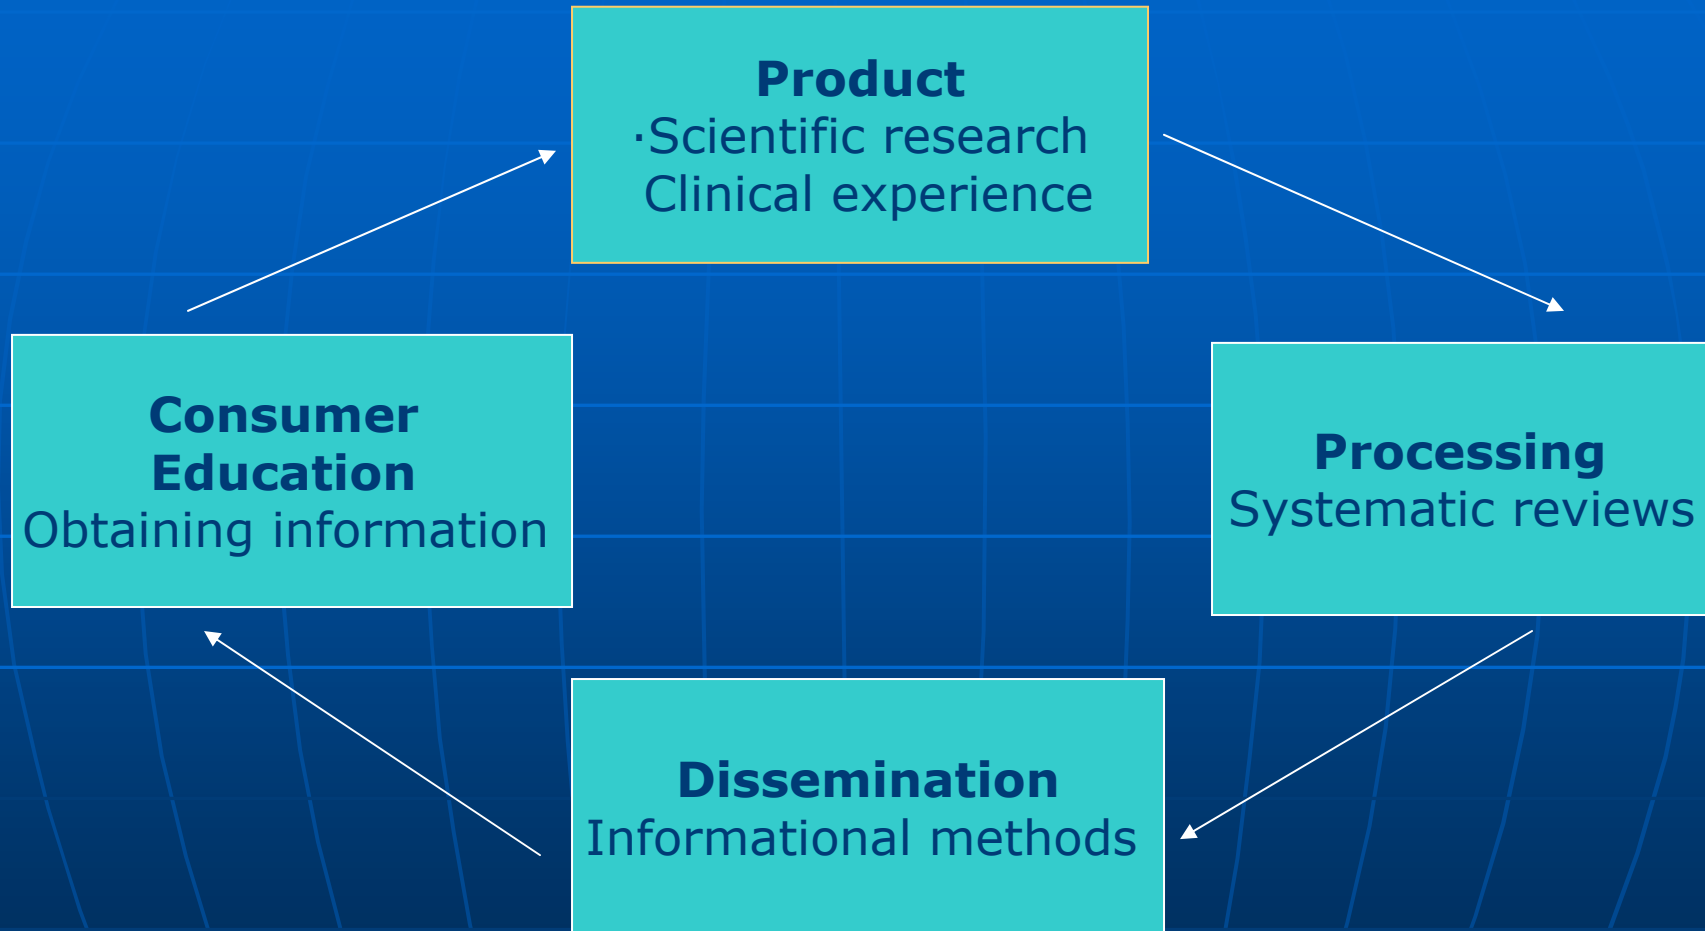 Product
·Scientific research
Clinical experience
Consumer
Education
Obtaining information
Processing
Systematic reviews
Dissemination
Informational methods